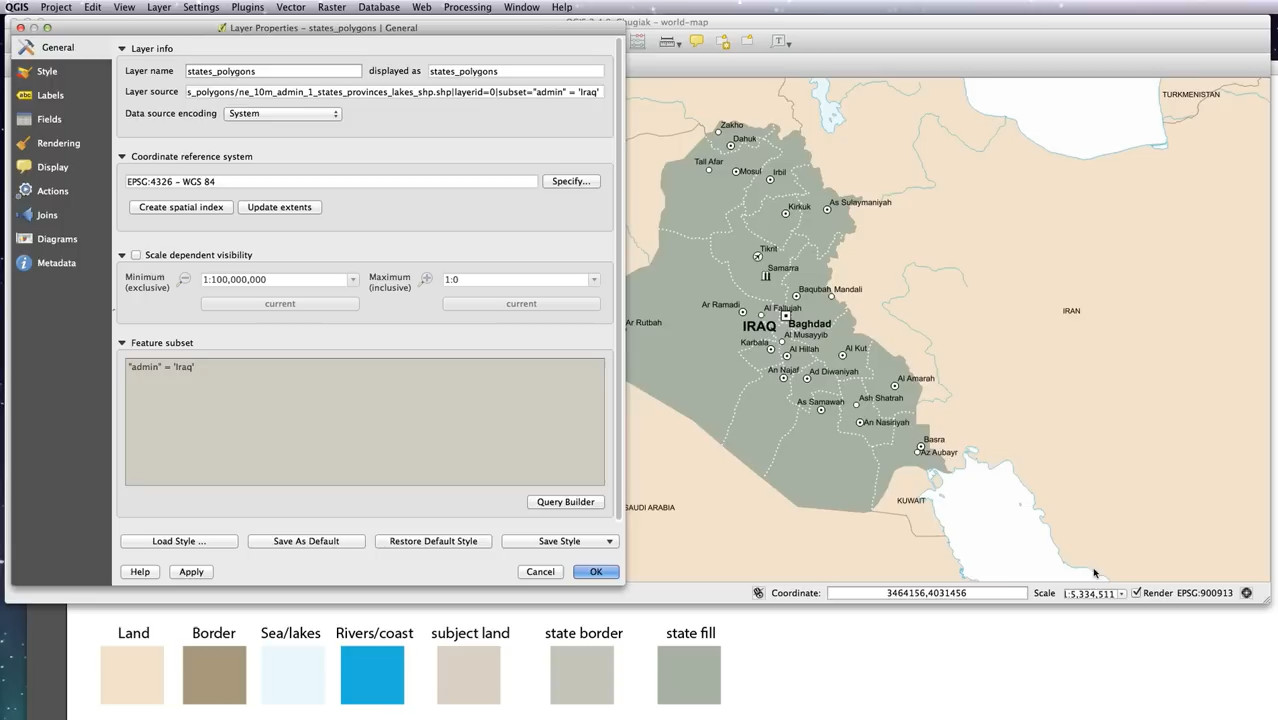 QGIS Project Edit View Layer Settings Plugins Vector Raster Database Web Processing Window Help
Layer Properties – states_polygons | General
General
Style
Labels
Fields
Rendering
Display
Actions
Joins
Diagrams
Metadata
Layer info
Layer name states_polygons displayed as states_polygons
Layer source s_polygons/ne_10m_admin_1_states_provinces_lakes_shp.shp|layerid=0|subset="admin" = 'Iraq'
Data source encoding System
Coordinate reference system
EPSG:4326 – WGS 84 Specify...
Create spatial index Update extents
Scale dependent visibility
Minimum (exclusive) 1:100,000,000 Maximum (inclusive) 1:0
current current
Feature subset
"admin" = 'Iraq'
Query Builder
Load Style ... Save As Default Restore Default Style Save Style
Help Apply Cancel OK
TURKMENISTAN
Zakho
Dahuk
Tall Afar
Mosul
Irbil
Kirkuk
As Sulaymaniyah
Tikrit
Samarra
Baqubah Mandali
Ar Ramadi
Al Fallujah
IRAN
Ar Rutbah
IRAQ
Baghdad
Al Musayyib
Karbala
Al Hillah
Al Kut
An Najaf
Ad Diwaniyah
Al Amarah
As Samawah
Ash Shatrah
An Nasiriyah
Basra
Az Zubayr
KUWAIT
SAUDI ARABIA
Coordinate: 3464156,4031456 Scale 1:5,334,511 Render EPSG:900913
Land Border Sea/lakes Rivers/coast subject land state border state fill